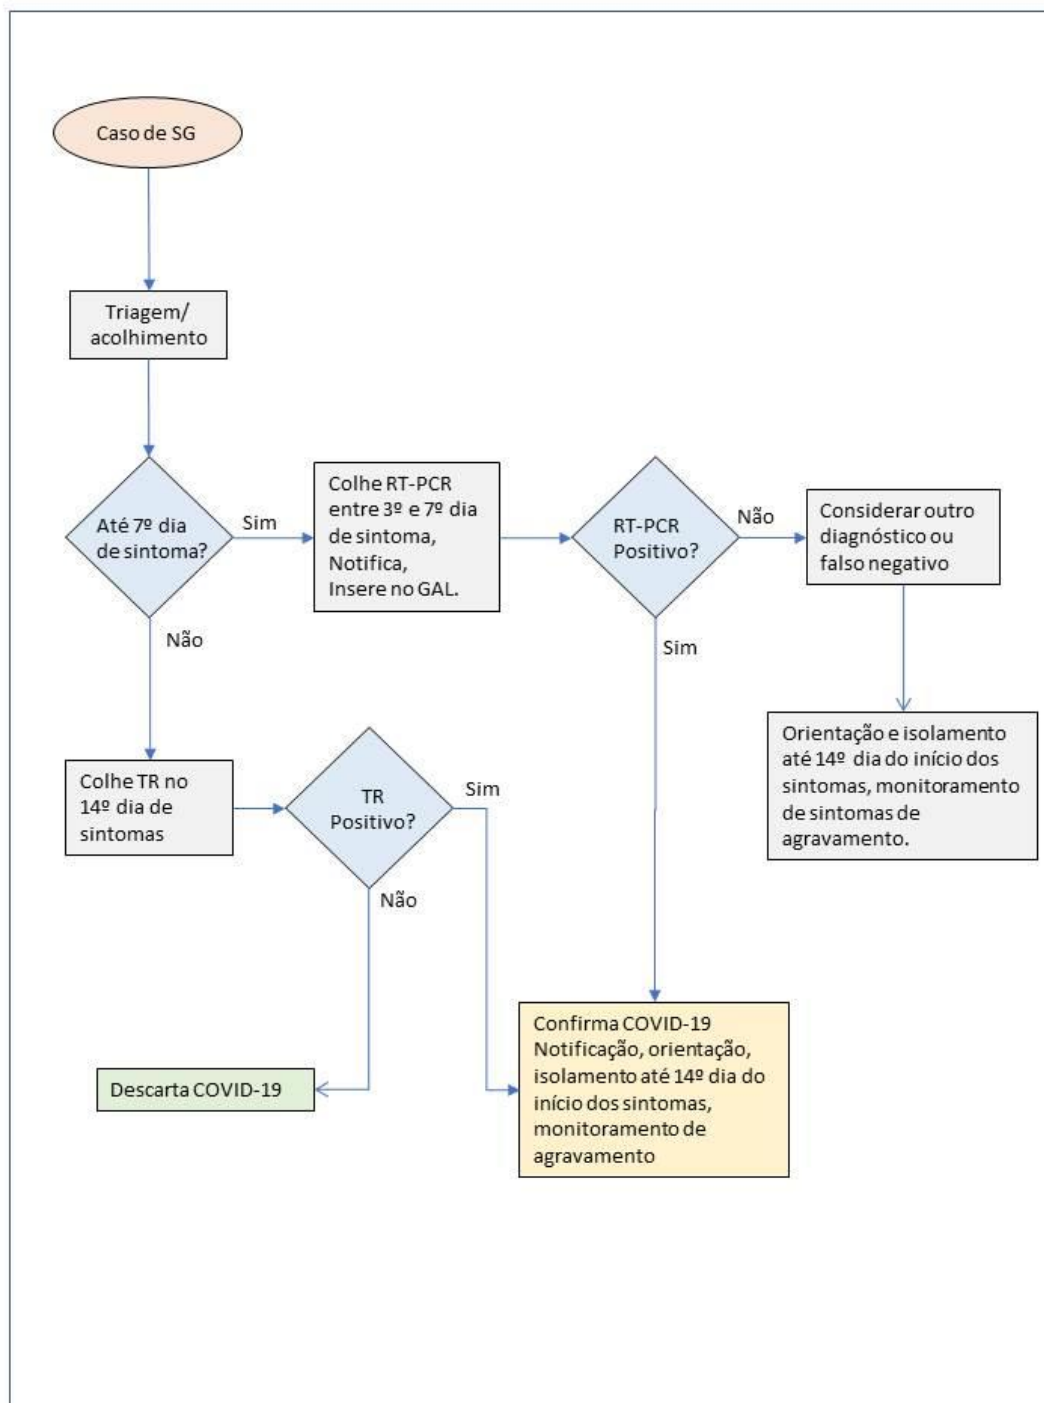 Caso de SG
Triagem/
acolhimento
Até 7º dia
de sintoma?
Sim
Não
Colhe RT-PCR
entre 3º e 7º dia
de sintoma,
Notifica,
Insere no GAL.
RT-PCR
Positivo?
Não
Sim
Considerar outro
diagnóstico ou
falso negativo
Orientação e isolamento
até 14º dia do início dos
sintomas, monitoramento
de sintomas de
agravamento.
Colhe TR no
14º dia de
sintomas
TR
Positivo?
Sim
Não
Descarta COVID-19
Confirma COVID-19
Notificação, orientação,
isolamento até 14º dia do
início dos sintomas,
monitoramento de
agravamento